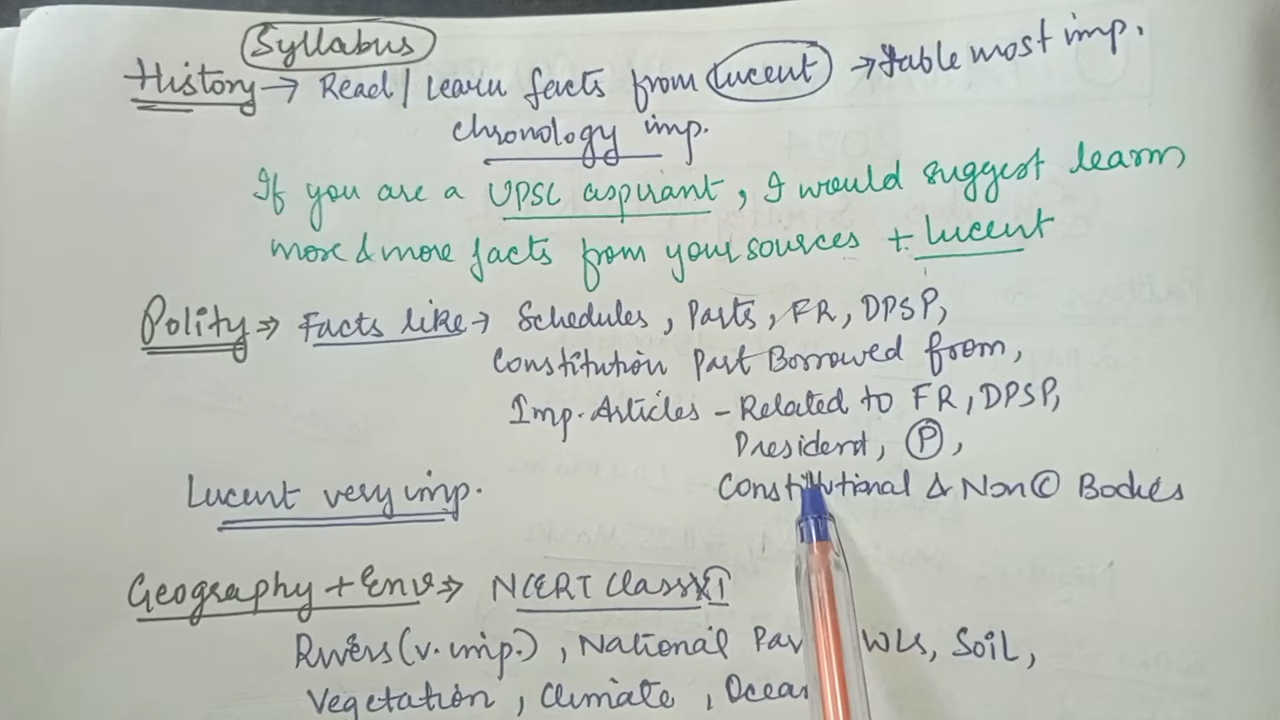 Syllabus
History → Read/Learn facts from Lucent → Table most imp.
chronology imp.
If you are a UPSC aspirant, I would suggest learn
more & more facts from your sources + Lucent
Polity ⇒ Facts like → Schedules, Parts, FR, DPSP,
Constitution Part Borrowed from,
Imp. Articles - Related to FR, DPSP,
President, Ⓟ,
Lucent very imp. Constitutional & Non Ⓒ Bodies
Geography + Env ⇒ NCERT Class XI
Rivers (v. imp.), National Par WLS, Soil,
Vegetation, Climate, Ocea